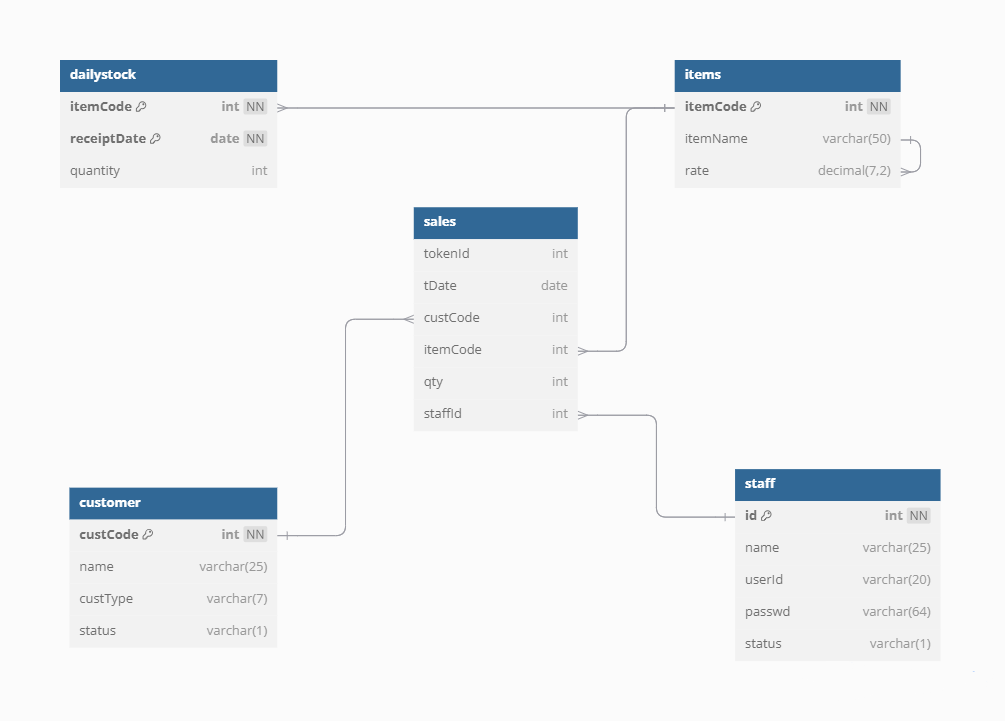 dailystock
itemCode int NN
receiptDate date NN
quantity int
items
itemCode int NN
itemName varchar(50)
rate decimal(7,2)
sales
tokenId int
tDate date
custCode int
itemCode int
qty int
staffId int
customer
custCode int NN
name varchar(25)
custType varchar(7)
status varchar(1)
staff
id int NN
name varchar(25)
userId varchar(20)
passwd varchar(64)
status varchar(1)